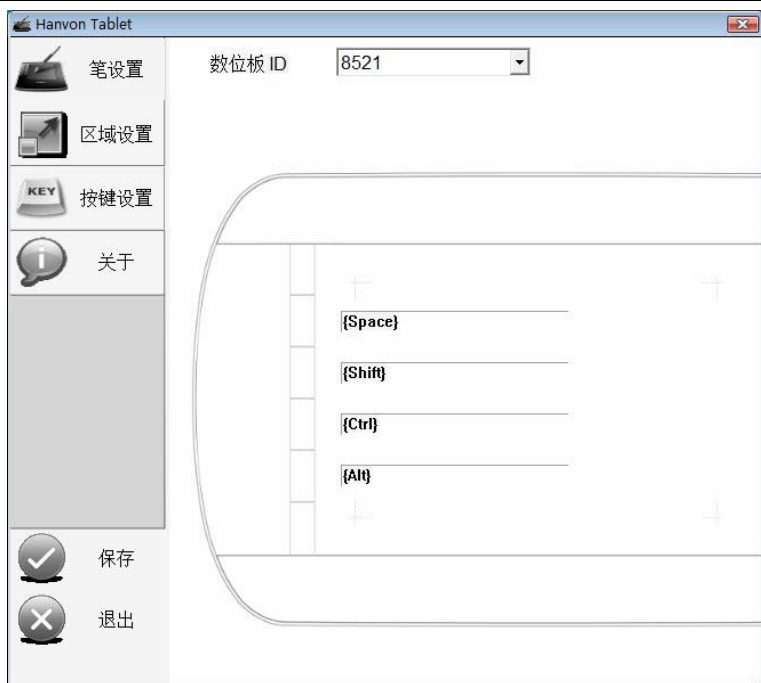 Hanvon Tablet
笔设置
数位板 ID 8521
区域设置
KEY
按键设置
关于
{Space}
{Shift}
{Ctrl}
{Alt}
保存
退出